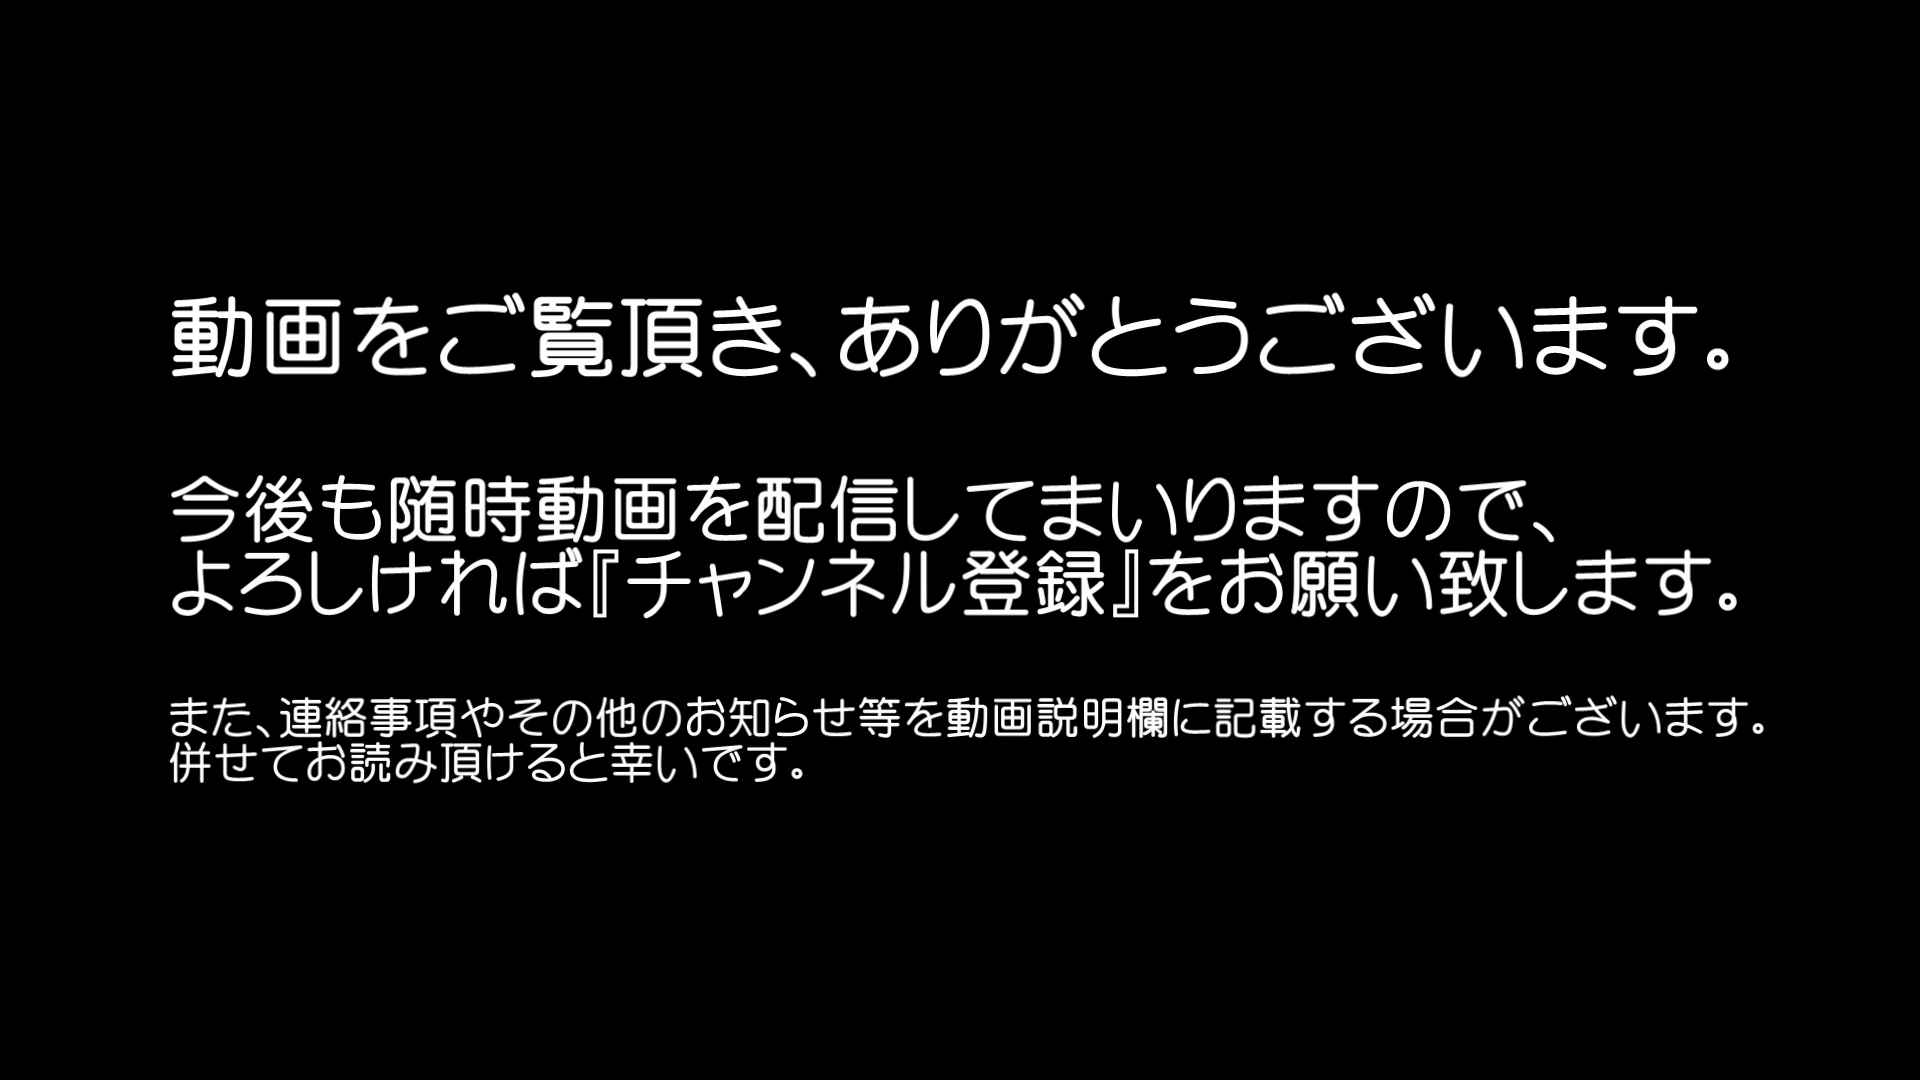 動画をご覧頂き、ありがとうございます。
今後も随時動画を配信してまいりますので、
よろしければ『チャンネル登録』をお願い致します。
また、連絡事項やその他のお知らせ等を動画説明欄に記載する場合がございます。
併せてお読み頂けると幸いです。